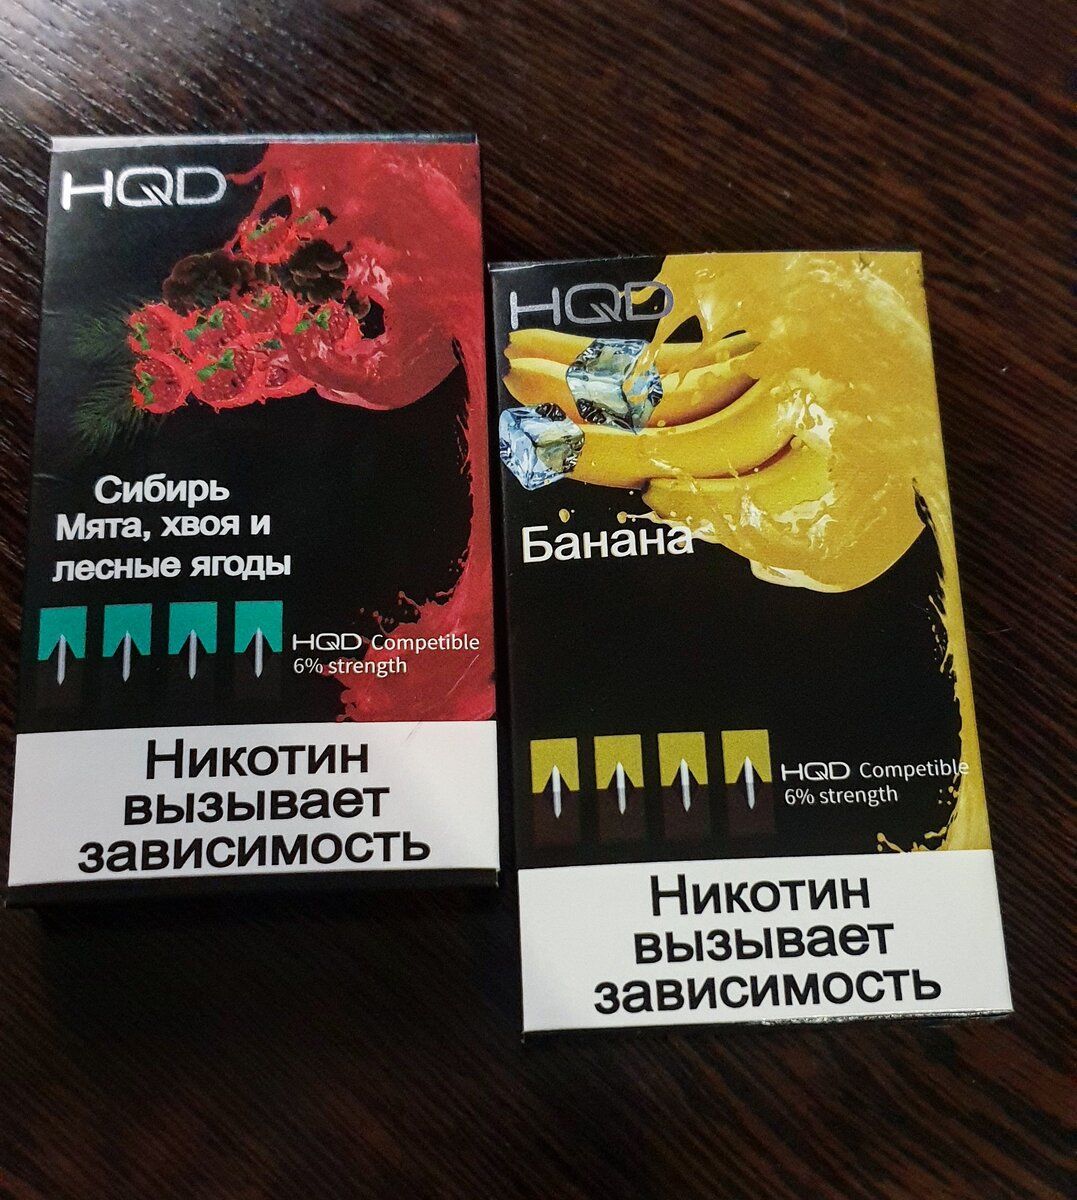 HQD
Сибирь
Мята, хвоя и
лесные ягоды
HQD Competible
6% strength
Никотин
вызывает
зависимость
HQD
Банана
HQD Competible
6% strength
Никотин
вызывает
зависимость